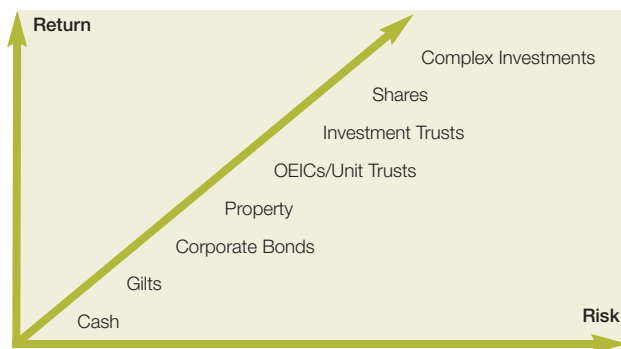 Return
Complex Investments
Shares
Investment Trusts
OEICs/Unit Trusts
Property
Corporate Bonds
Gilts
Cash
Risk